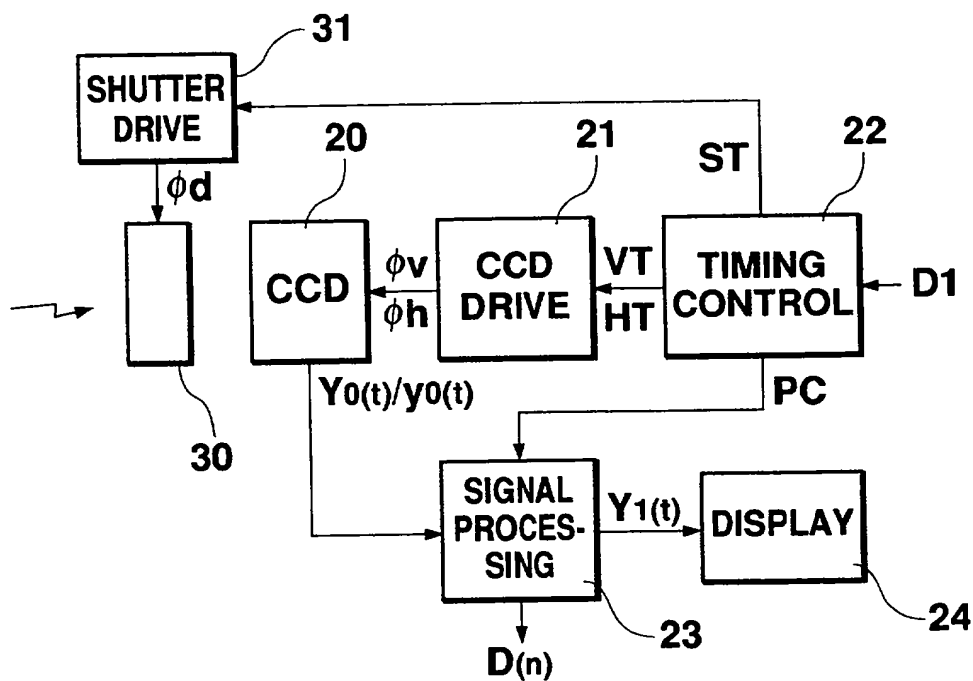 31
SHUTTER
DRIVE
20
21
22
ST
ϕd
CCD
ϕv
ϕh
CCD
DRIVE
VT
HT
TIMING
CONTROL
D1
Y0(t)/y0(t)
PC
30
SIGNAL
PROCES-
SING
Y1(t)
DISPLAY
23
24
D(n)